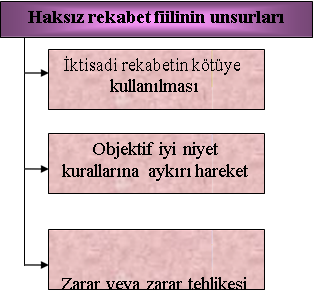 Haksız rekabet fiilinin unsurları
İktisadi rekabetin kötüye
kullanılması
Objektif iyi niyet
kurallarına aykırı hareket
Zarar veya zarar tehlikesi